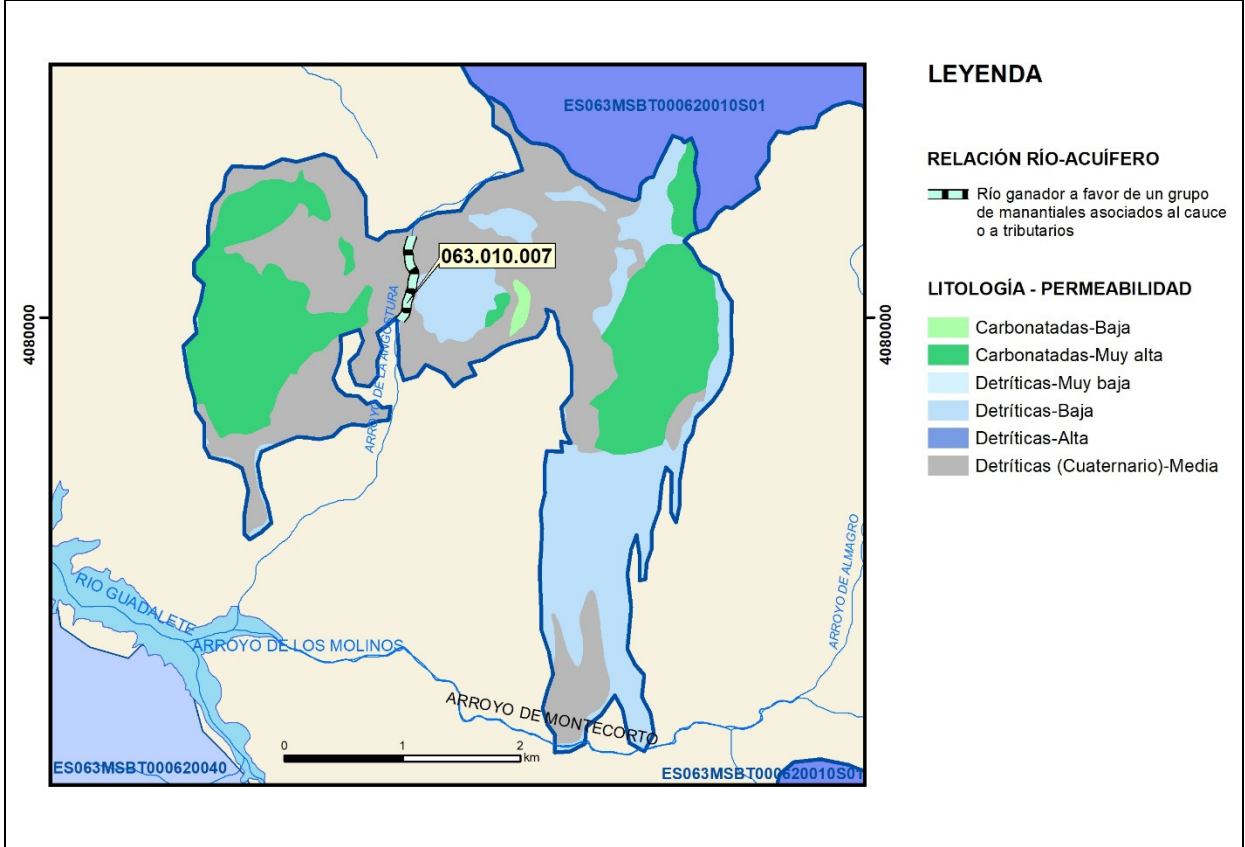 ES063MSBT000620010S01
063.010.007
4080000
4080000
ARROYO DE LA ANGOSTURA
RIO GUADALETE
ARROYO DE LOS MOLINOS
ARROYO DE MONTECORTO
ARROYO DE ALMAGRO
0 1 2
km
ES063MSBT000620040
ES063MSBT000620010S01
LEYENDA
RELACIÓN RÍO-ACUÍFERO
Río ganador a favor de un grupo
de manantiales asociados al cauce
o a tributarios
LITOLOGÍA - PERMEABILIDAD
Carbonatadas-Baja
Carbonatadas-Muy alta
Detríticas-Muy baja
Detríticas-Baja
Detríticas-Alta
Detríticas (Cuaternario)-Media